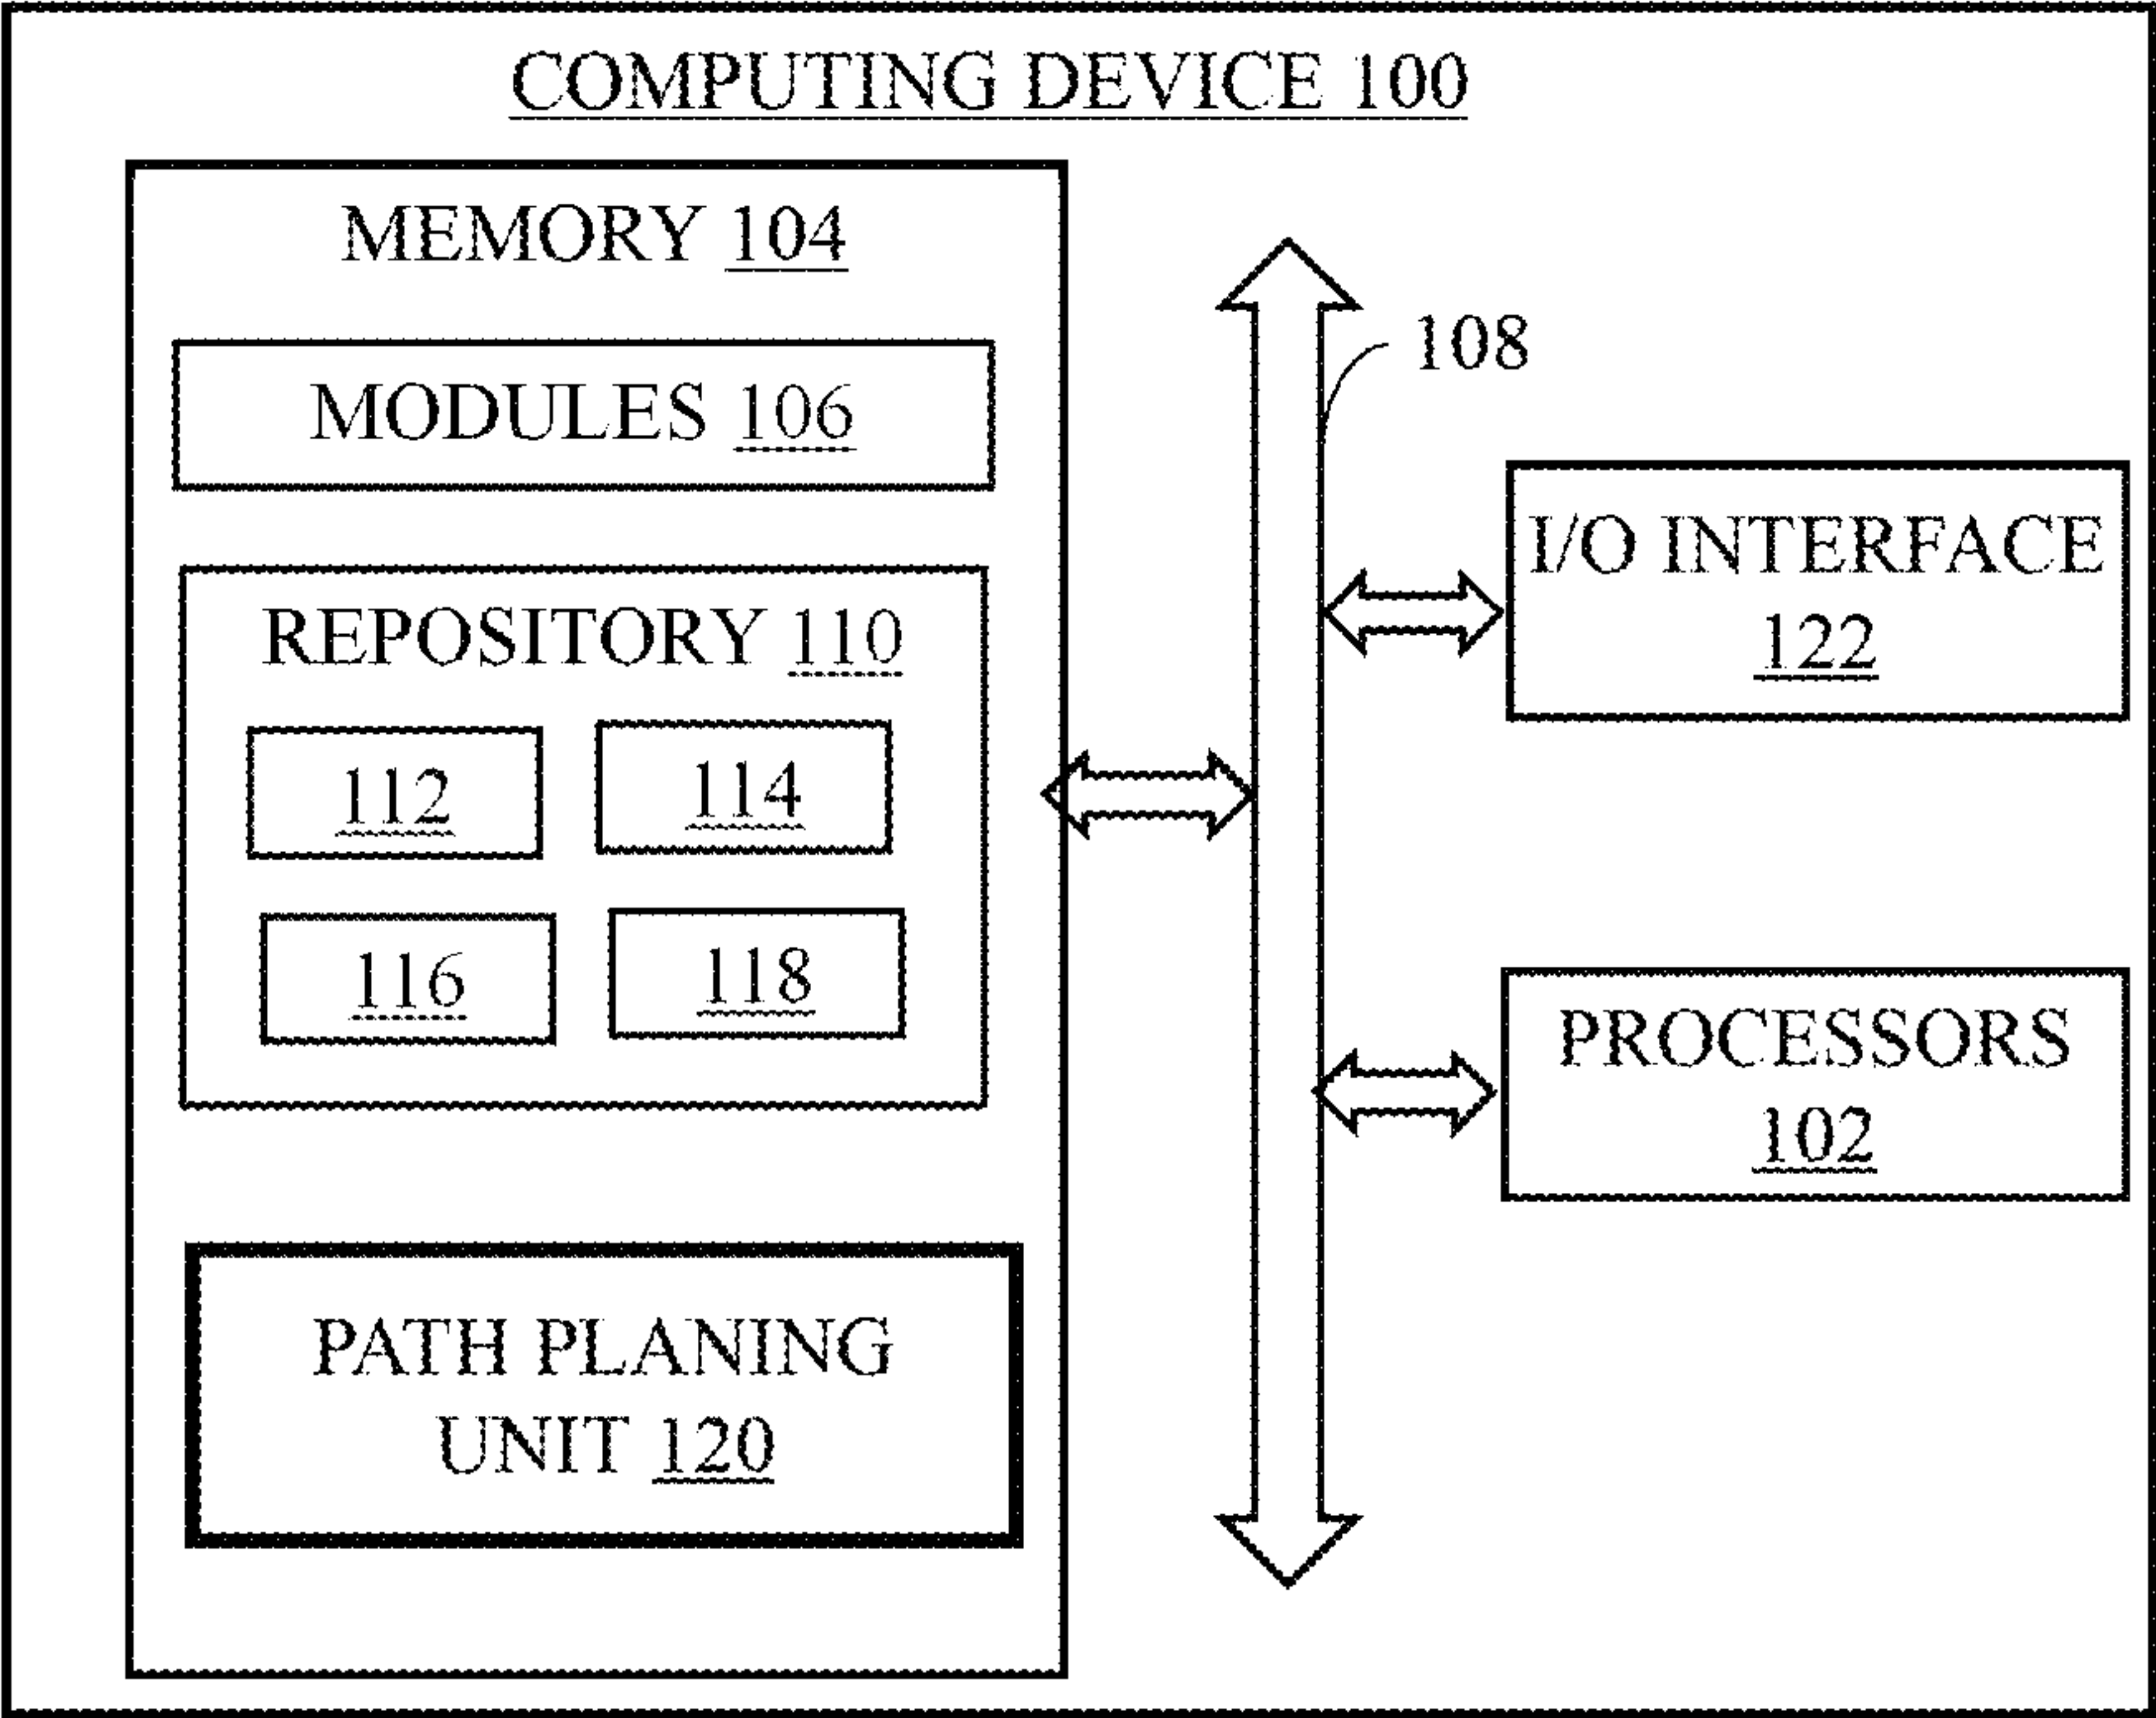 COMPUTING DEVICE 100
MEMORY 104
MODULES 106
REPOSITORY 110
112
114
116
118
PATH PLANING
UNIT 120
108
I/O INTERFACE
122
PROCESSORS
102